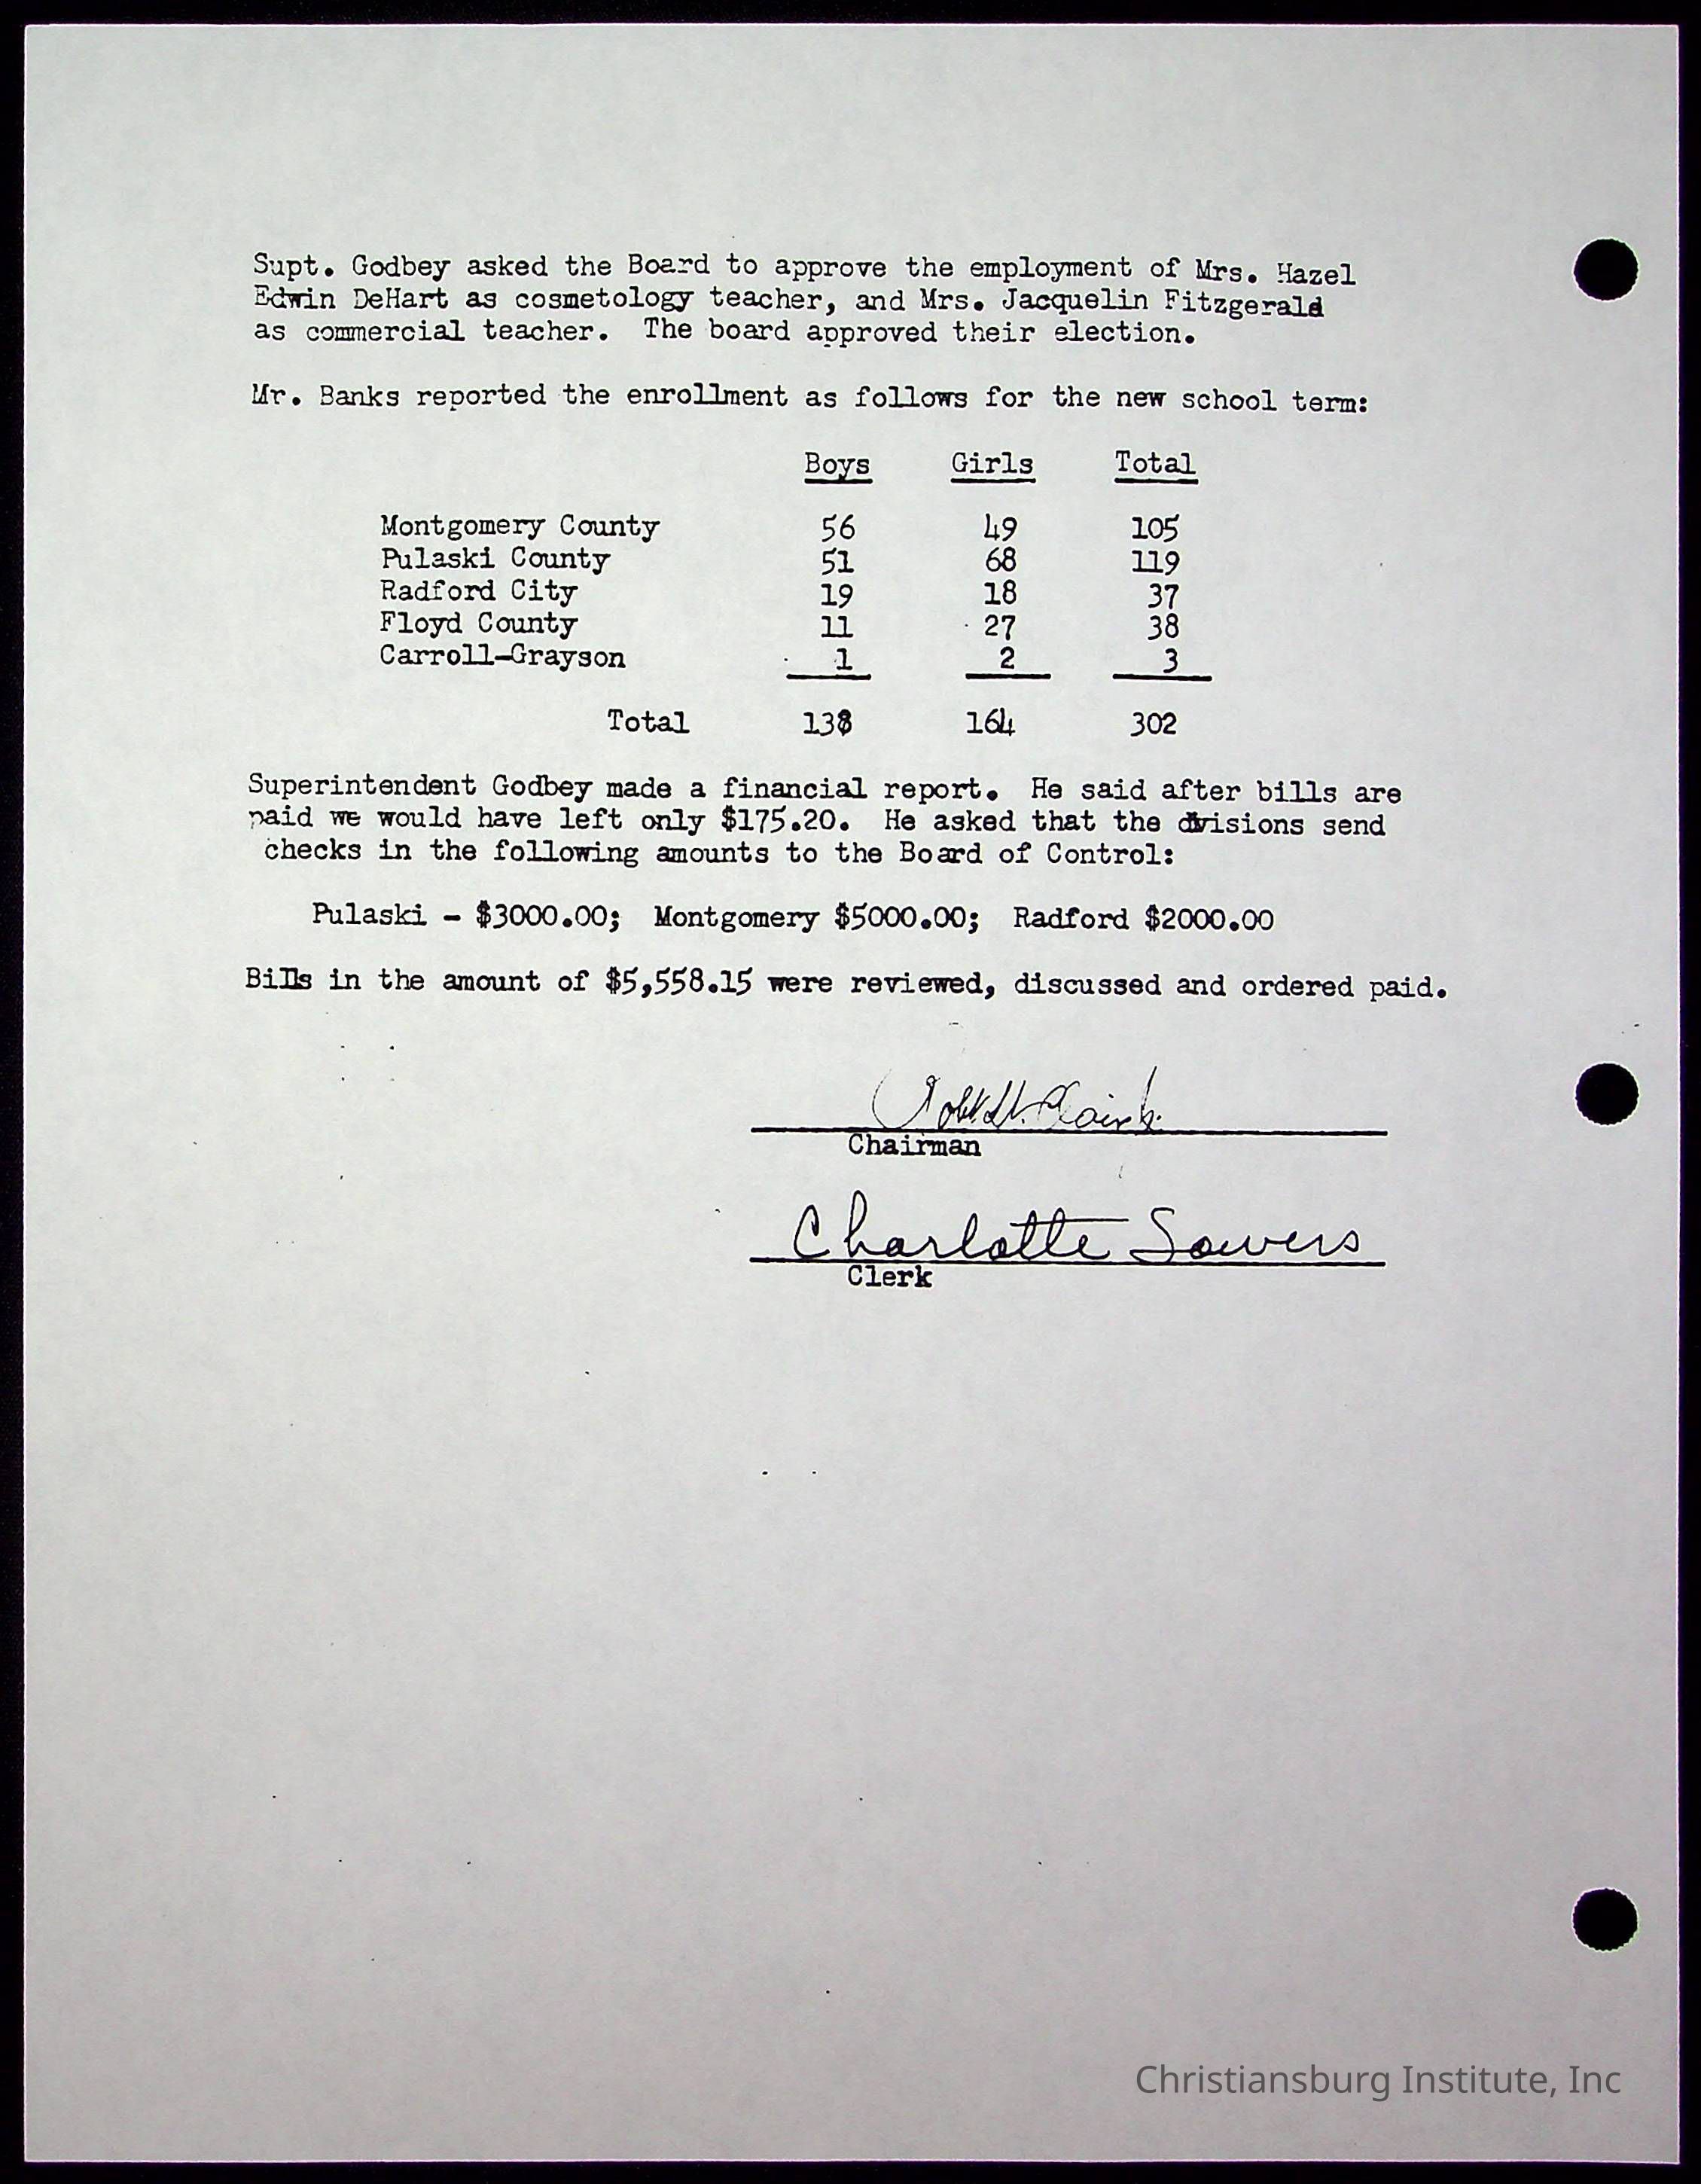 Supt. Godbey asked the Board to approve the employment of Mrs. Hazel
Edwin DeHart as cosmetology teacher, and Mrs. Jacquelin Fitzgerald
as commercial teacher. The board approved their election.
Mr. Banks reported the enrollment as follows for the new school term:
Boys Girls Total
Montgomery County 56 49 105
Pulaski County 51 68 119
Radford City 19 18 37
Floyd County 11 27 38
Carroll-Grayson 1 2 3
Total 138 164 302
Superintendent Godbey made a financial report. He said after bills are
paid we would have left only $175.20. He asked that the divisions send
checks in the following amounts to the Board of Control:
Pulaski - $3000.00; Montgomery $5000.00; Radford $2000.00
Bills in the amount of $5,558.15 were reviewed, discussed and ordered paid.
Chairman
Charlotte Sowers
Clerk
Christiansburg Institute, Inc